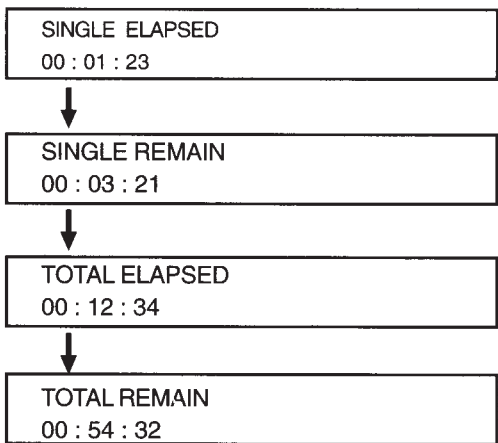 SINGLE ELAPSED
00 : 01 : 23
SINGLE REMAIN
00 : 03 : 21
TOTAL ELAPSED
00 : 12 : 34
TOTAL REMAIN
00 : 54 : 32